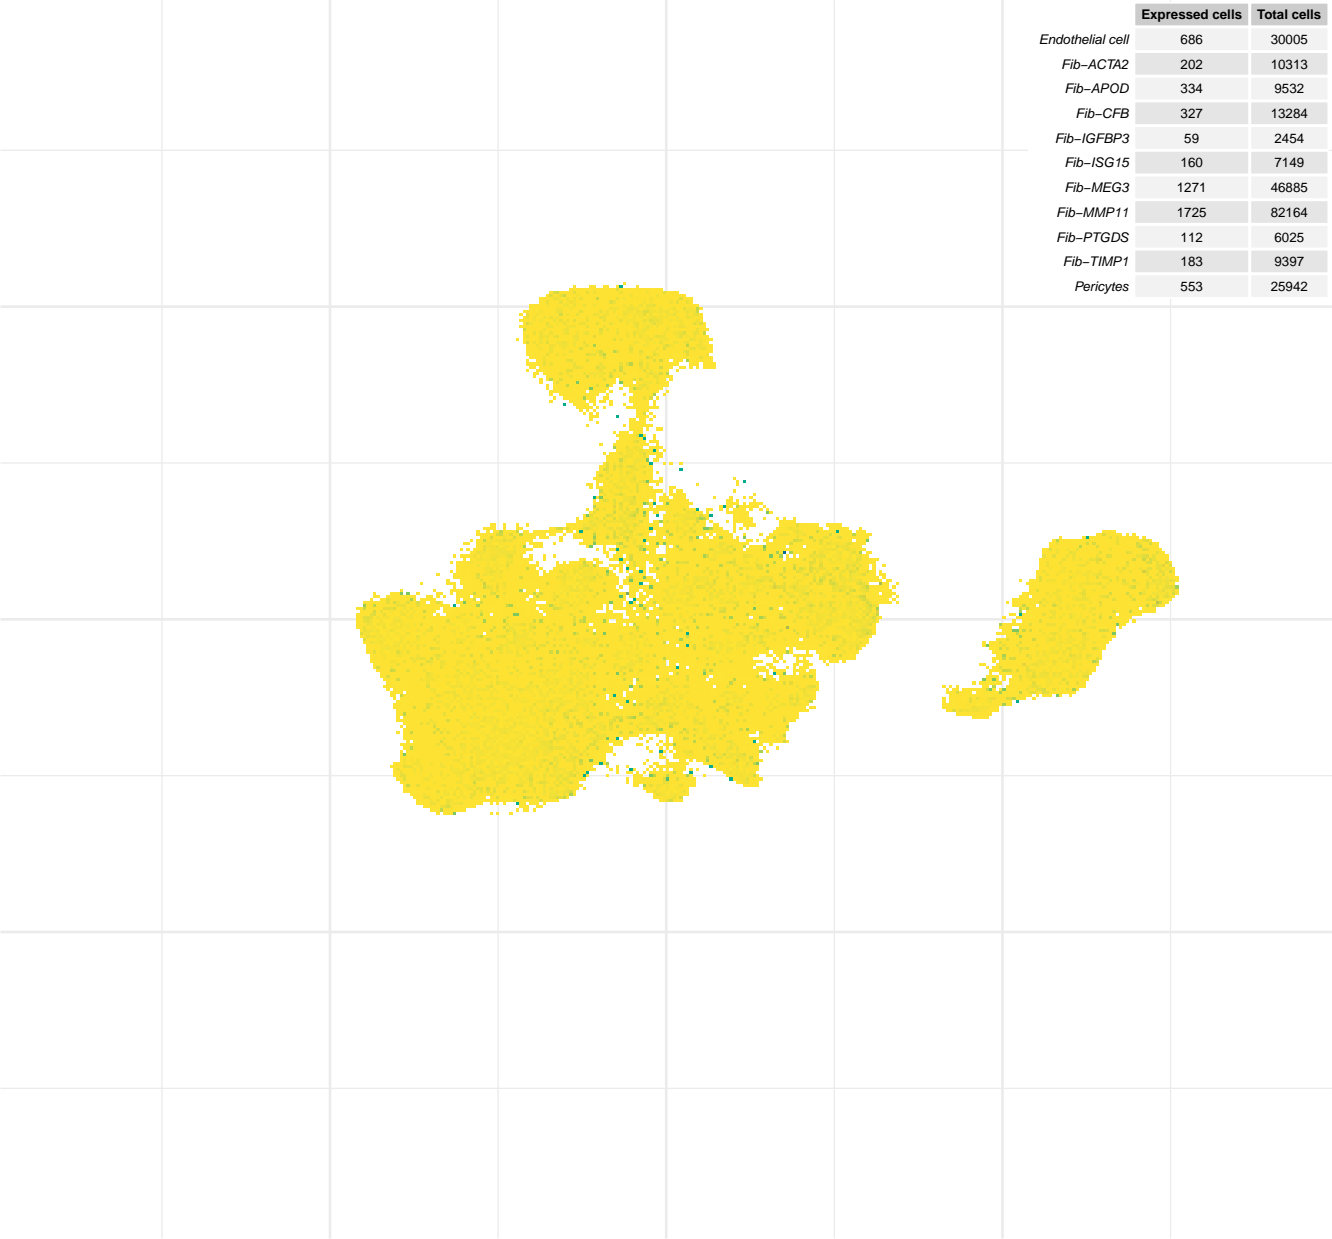 Expressed cells Total cells
Endothelial cell 686 30005
Fib−ACTA2 202 10313
Fib−APOD 334 9532
Fib−CFB 327 13284
Fib−IGFBP3 59 2454
Fib−ISG15 160 7149
Fib−MEG3 1271 46885
Fib−MMP11 1725 82164
Fib−PTGDS 112 6025
Fib−TIMP1 183 9397
Pericytes 553 25942